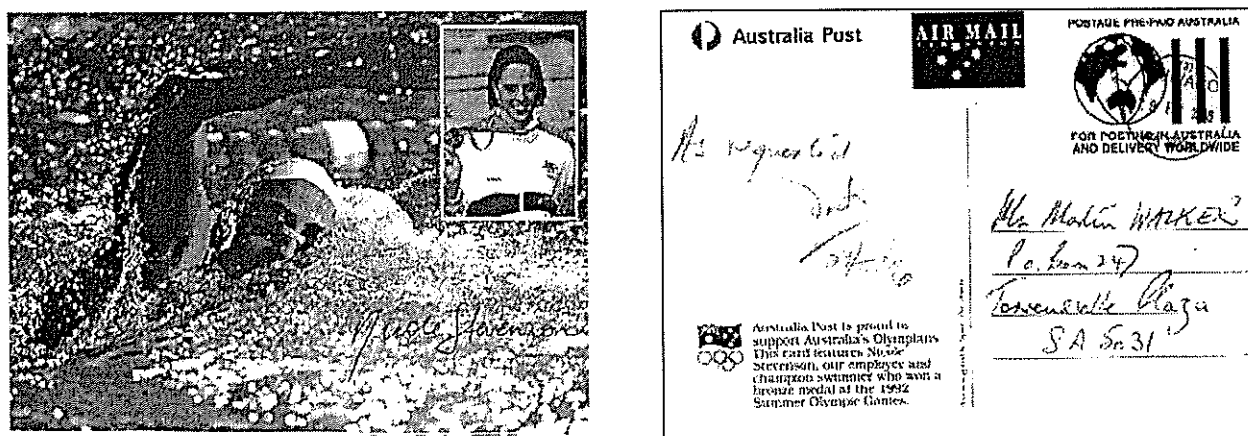 Nicole Stevenson
Australia Post
AIR MAIL
POSTAGE PRE-PAID AUSTRALIA
FOR POSTING IN AUSTRALIA
AND DELIVERY WORLDWIDE
As requested
Mr Martin WALKER
P.O. Box 247
Plaza
SA 5031
Australia Post is proud to
support Australia's Olympians
This card features Nicole
Stevenson, our employee and
champion swimmer who won a
bronze medal at the 1992
Summer Olympic Games.